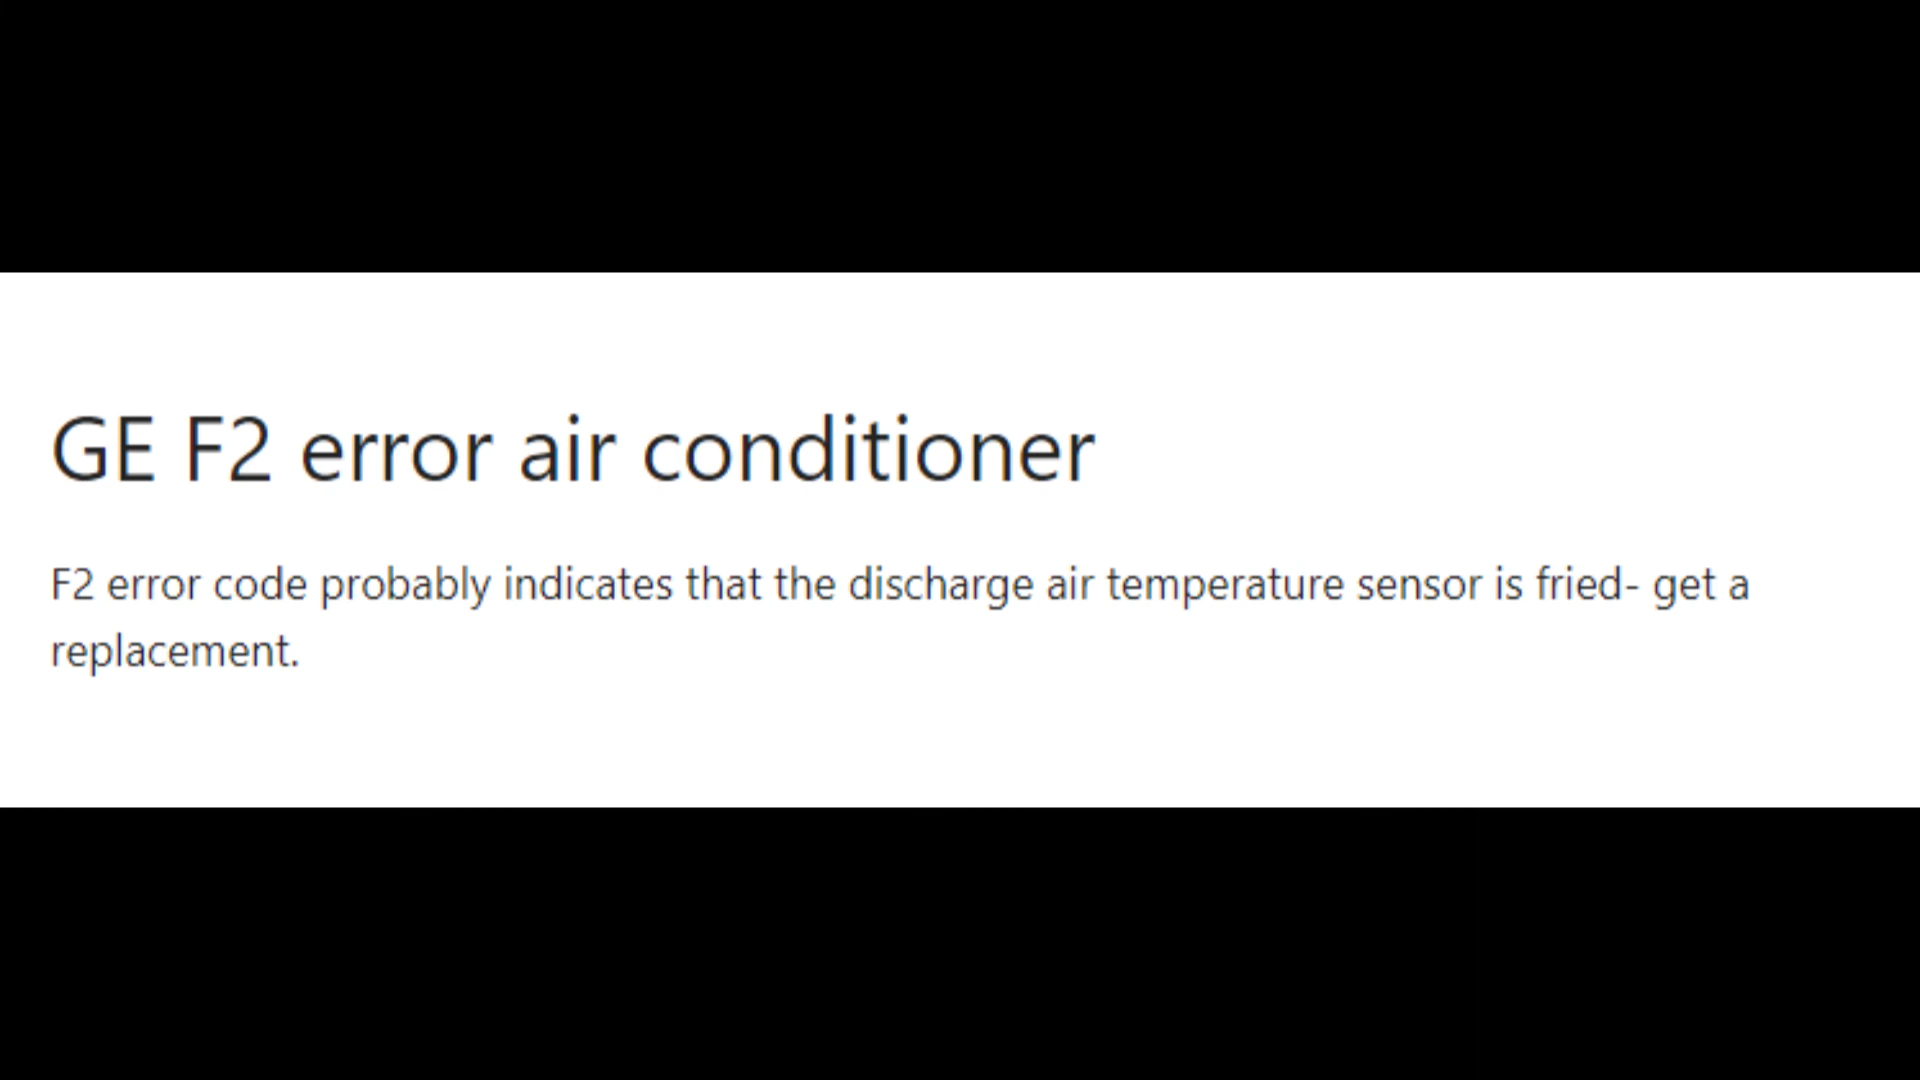 GE F2 error air conditioner
F2 error code probably indicates that the discharge air temperature sensor is fried- get a
replacement.